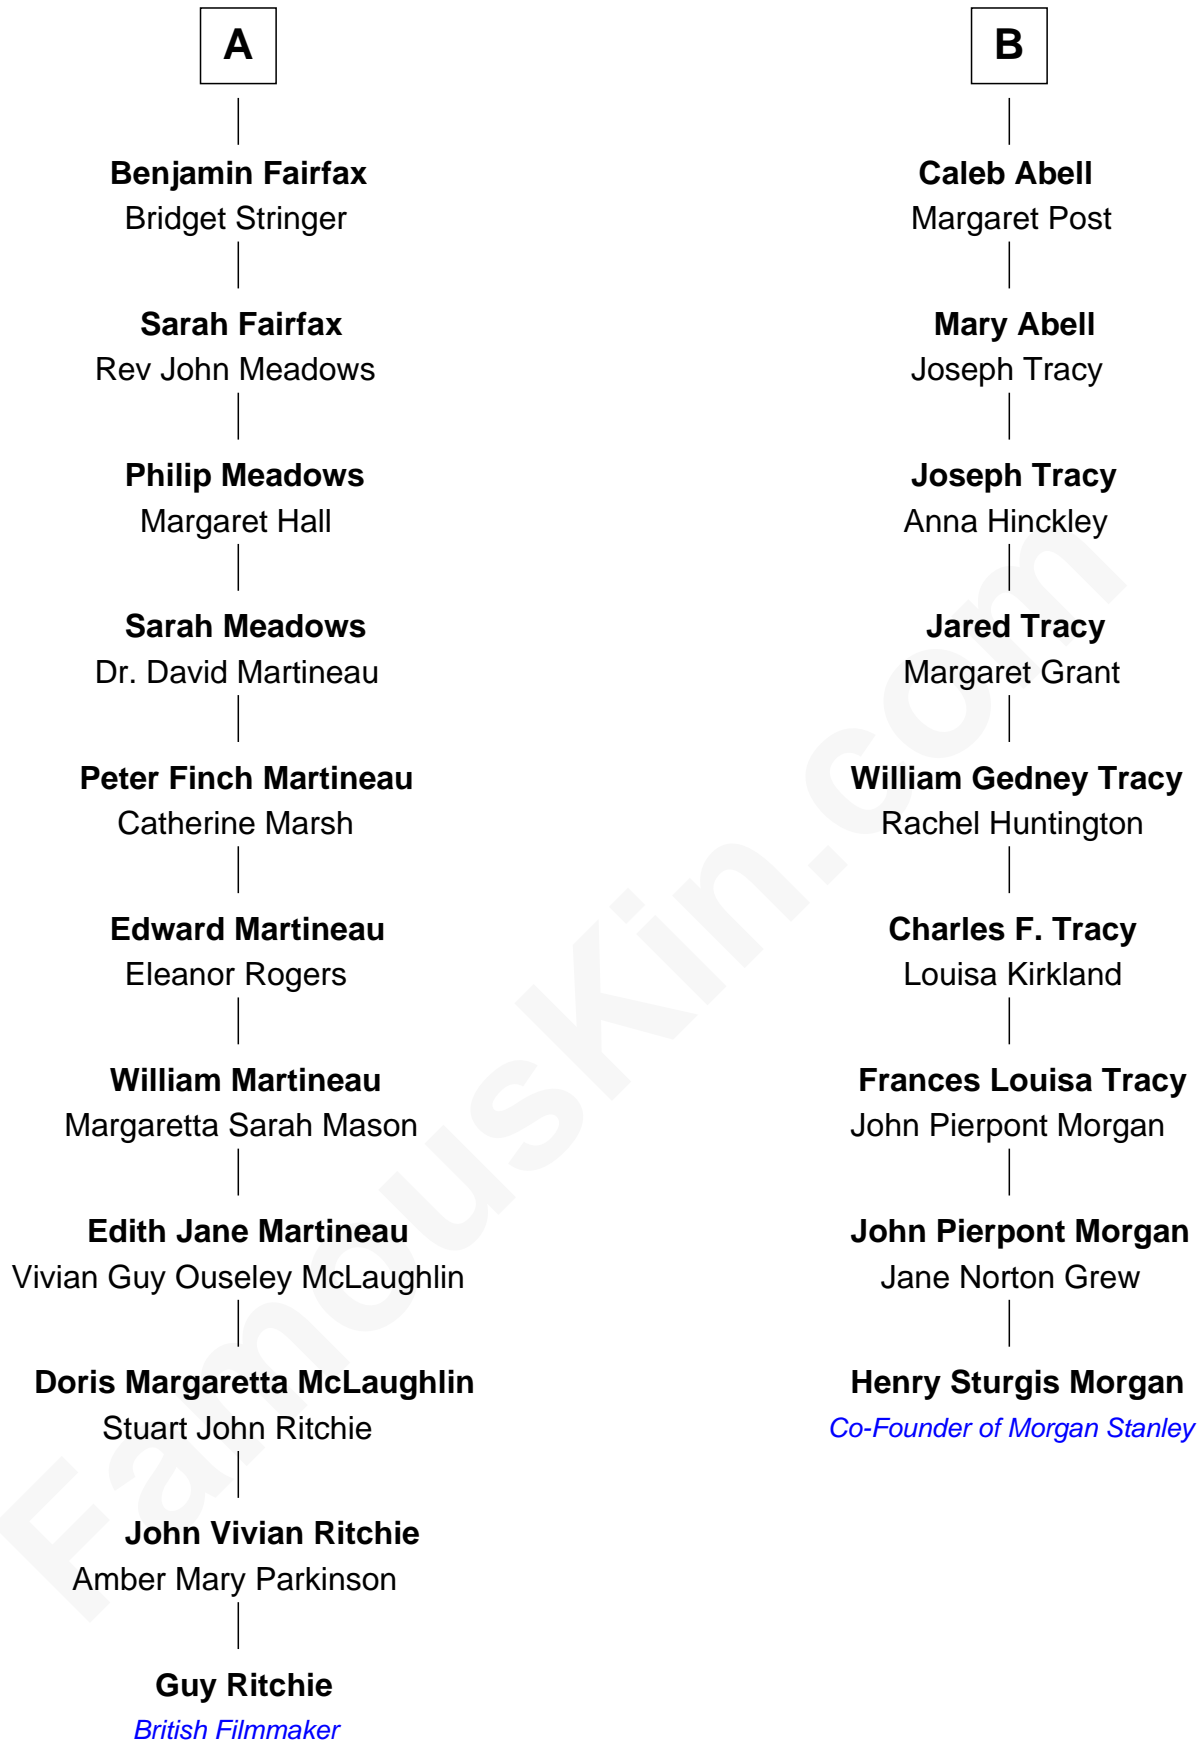 A
Benjamin Fairfax
Bridget Stringer
Sarah Fairfax
Rev John Meadows
Philip Meadows
Margaret Hall
Sarah Meadows
Dr. David Martineau
Peter Finch Martineau
Catherine Marsh
Edward Martineau
Eleanor Rogers
William Martineau
Margaretta Sarah Mason
Edith Jane Martineau
Vivian Guy Ouseley McLaughlin
Doris Margaretta McLaughlin
Stuart John Ritchie
John Vivian Ritchie
Amber Mary Parkinson
Guy Ritchie
British Filmmaker
B
Caleb Abell
Margaret Post
Mary Abell
Joseph Tracy
Joseph Tracy
Anna Hinckley
Jared Tracy
Margaret Grant
William Gedney Tracy
Rachel Huntington
Charles F. Tracy
Louisa Kirkland
Frances Louisa Tracy
John Pierpont Morgan
John Pierpont Morgan
Jane Norton Grew
Henry Sturgis Morgan
Co-Founder of Morgan Stanley
FamousKin.com